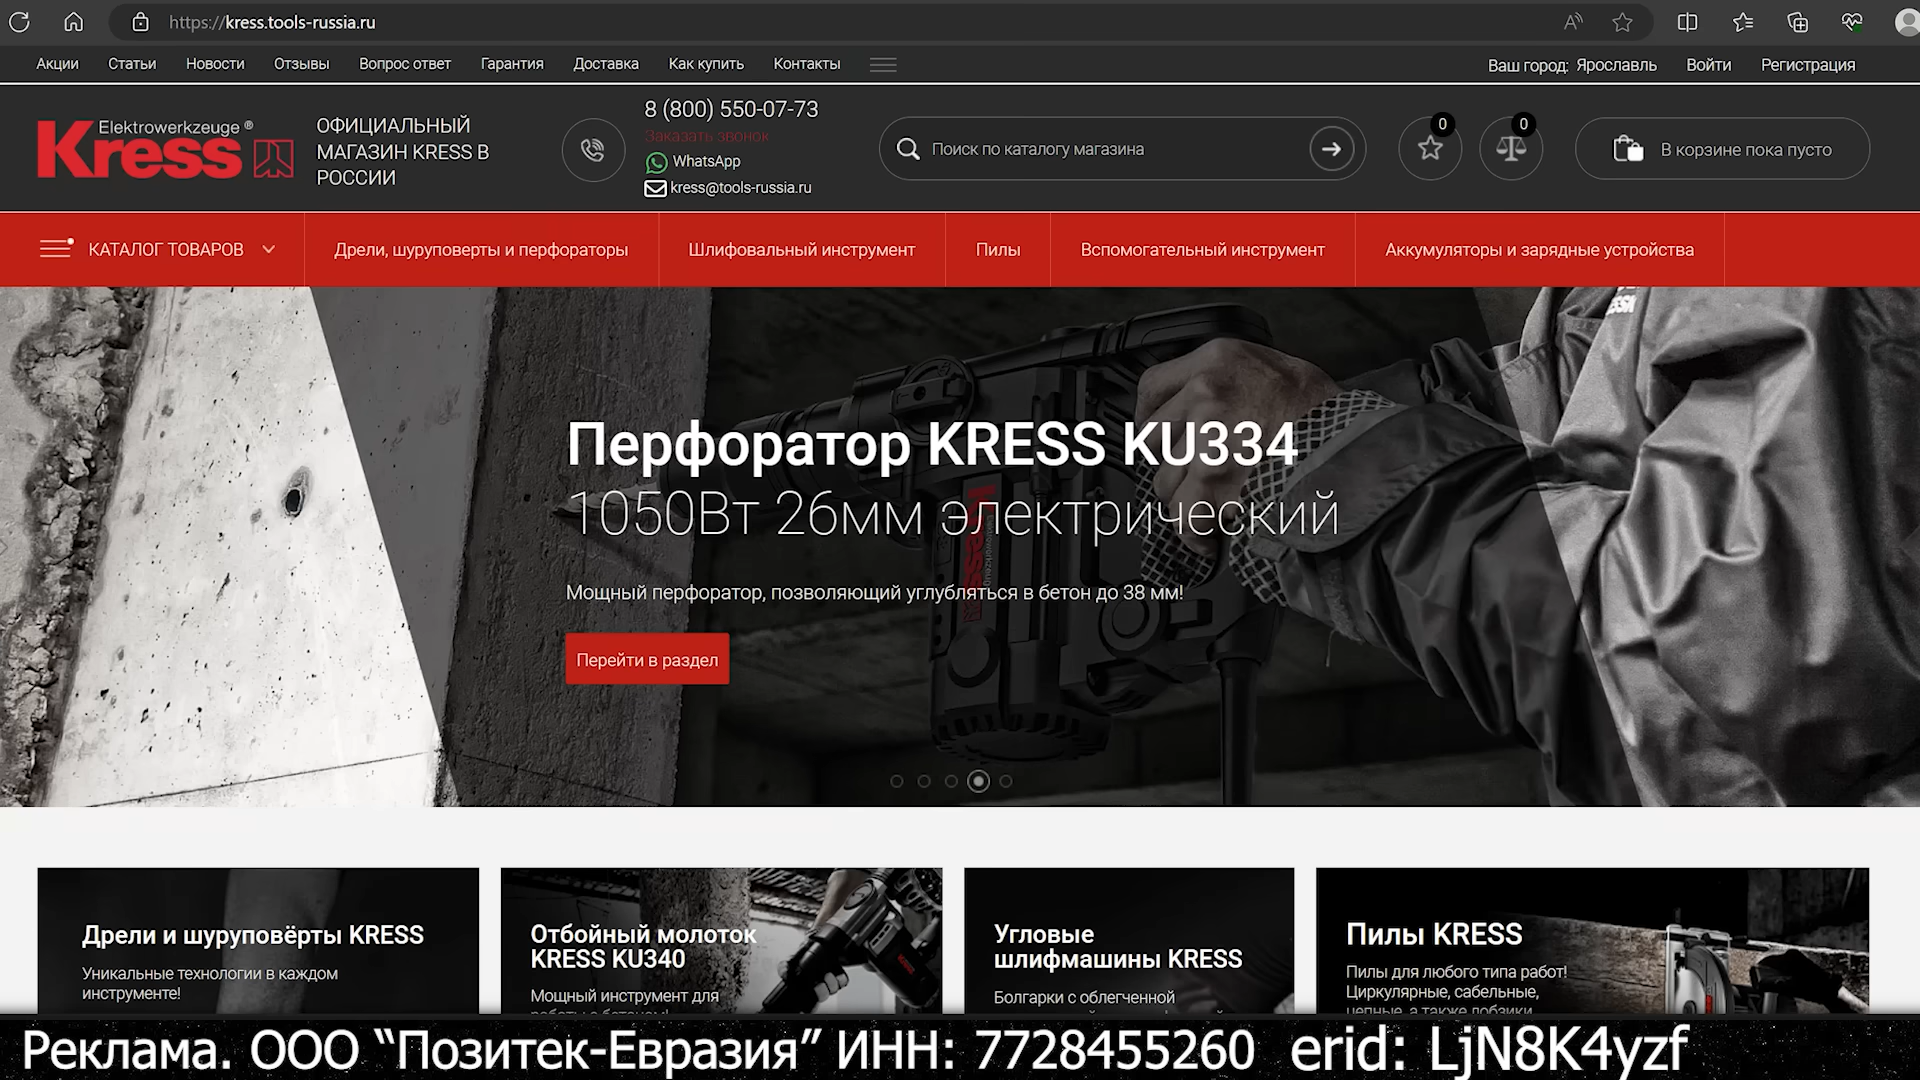 https://kress.tools-russia.ru
Акции Статьи Новости Отзывы Вопрос ответ Гарантия Доставка Как купить Контакты
Ваш город: Ярославль Войти Регистрация
Elektrowerkzeuge ®
Kress
ОФИЦИАЛЬНЫЙ
МАГАЗИН KRESS В
РОССИИ
8 (800) 550-07-73
Заказать звонок
WhatsApp
kress@tools-russia.ru
Поиск по каталогу магазина
0
0
В корзине пока пусто
КАТАЛОГ ТОВАРОВ
Дрели, шуруповерты и перфораторы
Шлифовальный инструмент
Пилы
Вспомогательный инструмент
Аккумуляторы и зарядные устройства
Перфоратор KRESS KU334
1050Вт 26мм электрический
Мощный перфоратор, позволяющий углубляться в бетон до 38 мм!
Перейти в раздел
Kress
Дрели и шуруповёрты KRESS
Уникальные технологии в каждом
инструменте!
Отбойный молоток
KRESS KU340
Мощный инструмент для
работы с бетоном!
Угловые
шлифмашины KRESS
Болгарки с облегченной
Пилы KRESS
Пилы для любого типа работ!
Циркулярные, сабельные,
цепные, а также лобзики
Реклама. ООО “Позитек-Евразия” ИНН: 7728455260 erid: LjN8K4yzf